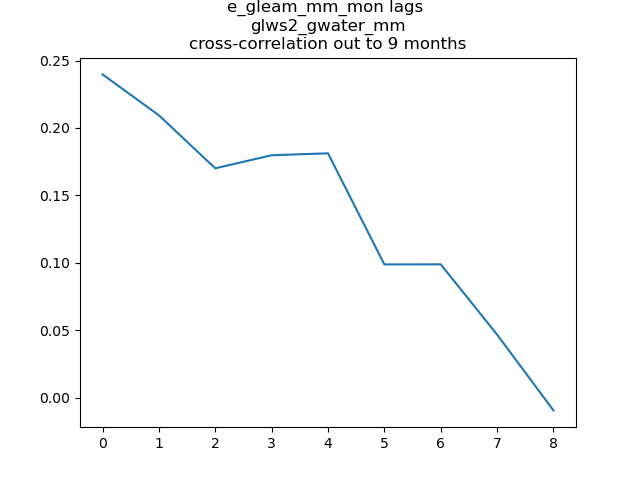 e_gleam_mm_mon lags
glws2_gwater_mm
cross-correlation out to 9 months
0.25
0.20
0.15
0.10
0.05
0.00
0 1 2 3 4 5 6 7 8